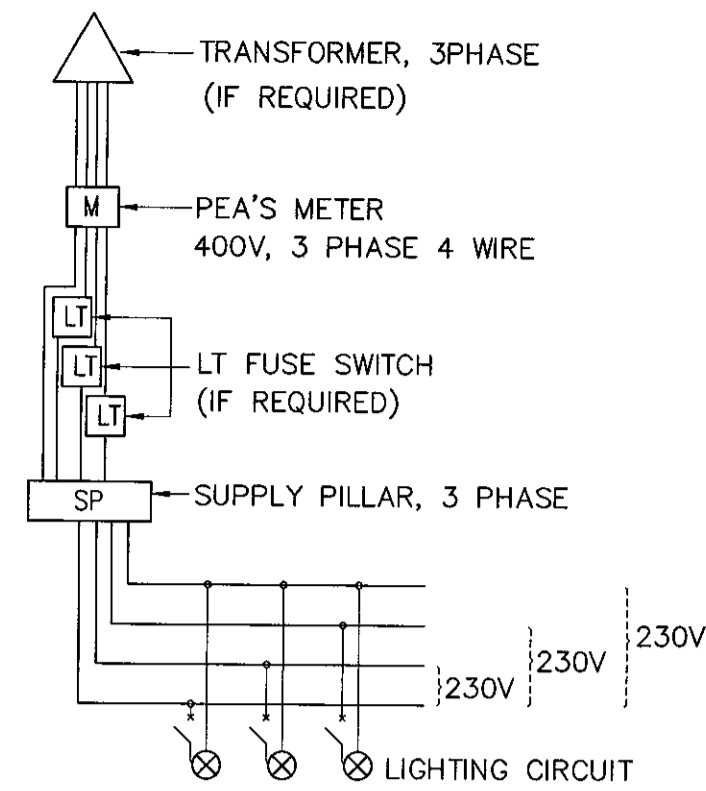 TRANSFORMER, 3PHASE
(IF REQUIRED)
M
PEA'S METER
400V, 3 PHASE 4 WIRE
LT
LT
LT
LT FUSE SWITCH
(IF REQUIRED)
SP
SUPPLY PILLAR, 3 PHASE
230V
230V
230V
LIGHTING CIRCUIT